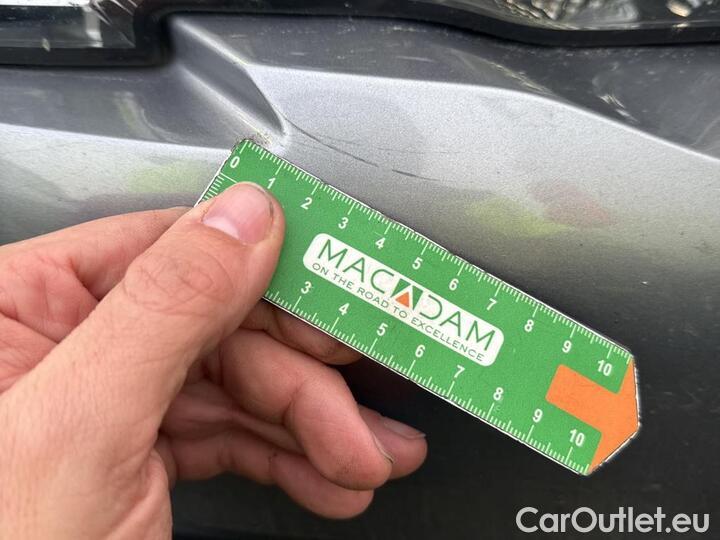 0 1 2 3 4 5 6 7 8 9 10
MACADAM
ON THE ROAD TO EXCELLENCE
3 4 5 6 7 8 9 10
CarOutlet.eu